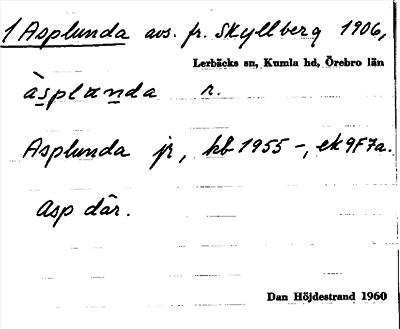 1 Asplunda avs. fr. Skyllberg 1906,
Lerbäcks sn, Kumla hd, Örebro län
àsplunda n.
Asplunda jr, kb 1955 –, ek 9F7a.
Asp där.
Dan Höjdestrand 1960